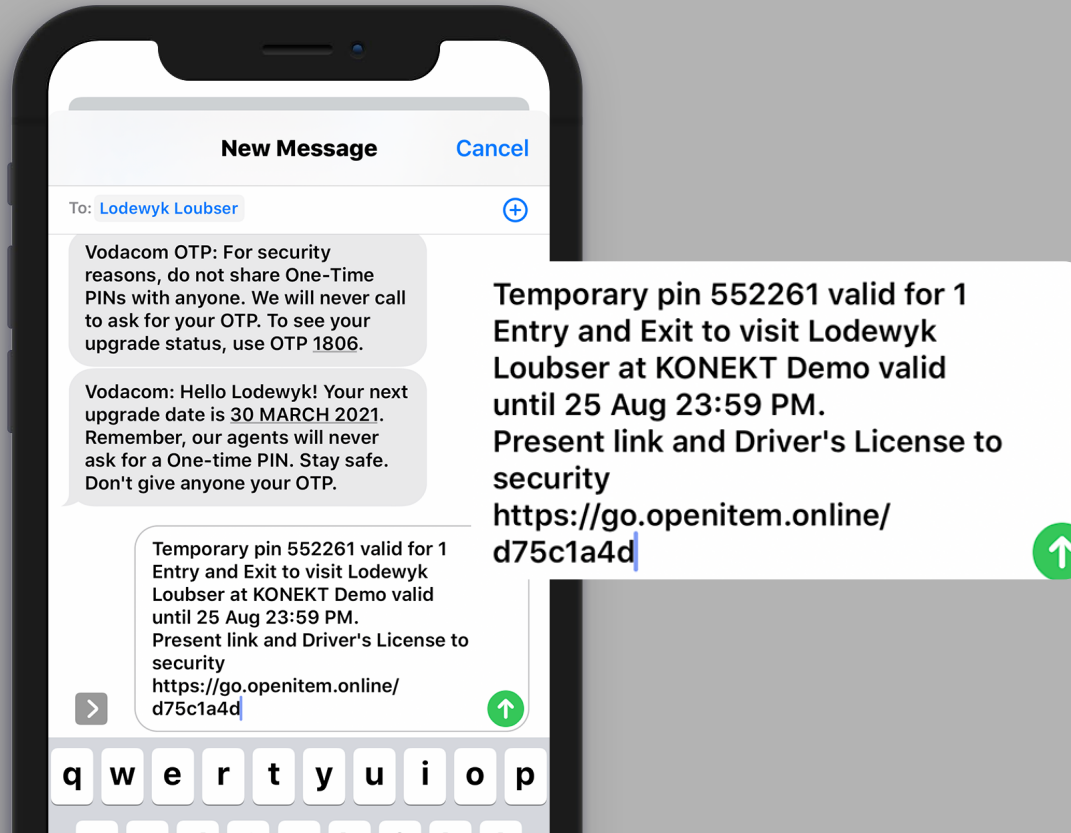 New Message
Cancel
To: Lodewyk Loubser
Vodacom OTP: For security
reasons, do not share One-Time
PINs with anyone. We will never call
to ask for your OTP. To see your
upgrade status, use OTP 1806.
Vodacom: Hello Lodewyk! Your next
upgrade date is 30 MARCH 2021.
Remember, our agents will never
ask for a One-time PIN. Stay safe.
Don't give anyone your OTP.
Temporary pin 552261 valid for 1
Entry and Exit to visit Lodewyk
Loubser at KONEKT Demo valid
until 25 Aug 23:59 PM.
Present link and Driver's License to
security
https://go.openitem.online/
d75c1a4d
q w e r t y u i o p
Temporary pin 552261 valid for 1
Entry and Exit to visit Lodewyk
Loubser at KONEKT Demo valid
until 25 Aug 23:59 PM.
Present link and Driver's License to
security
https://go.openitem.online/
d75c1a4d